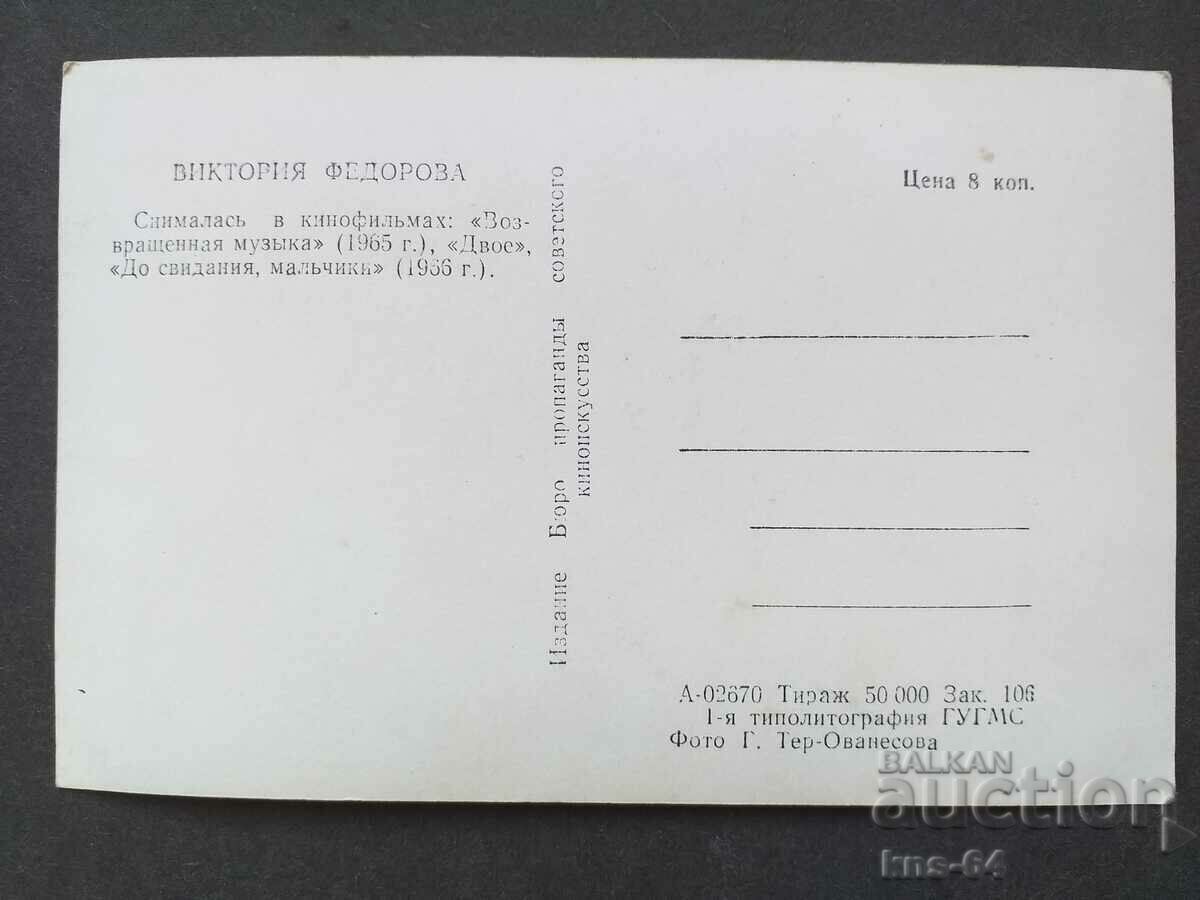 ВИКТОРИЯ ФЕДОРОВА
Снималась в кинофильмах: «Воз-
вращенная музыка» (1965 г.), «Двое»,
«До свидания, мальчики» (1966 г.).
Издание Бюро пропаганды советского
киноискусства
Цена 8 коп.
А-02670 Тираж 50 000 Зак. 106
1-я типолитография ГУГМС
Фото Г. Тер-Ованесова
BALKAN
auction
kns-64